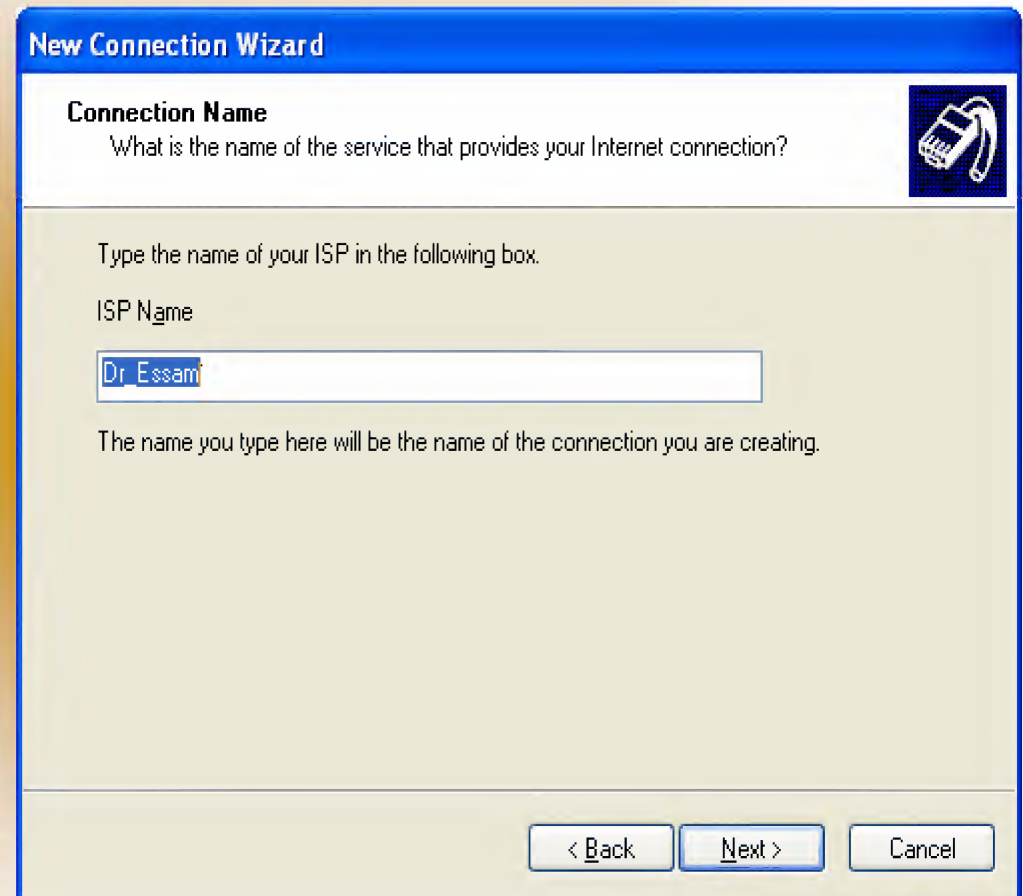 New Connection Wizard
Connection Name
What is the name of the service that provides your Internet connection?
Type the name of your ISP in the following box.
ISP Name
Dr_Essam
The name you type here will be the name of the connection you are creating.
< Back
Next >
Cancel